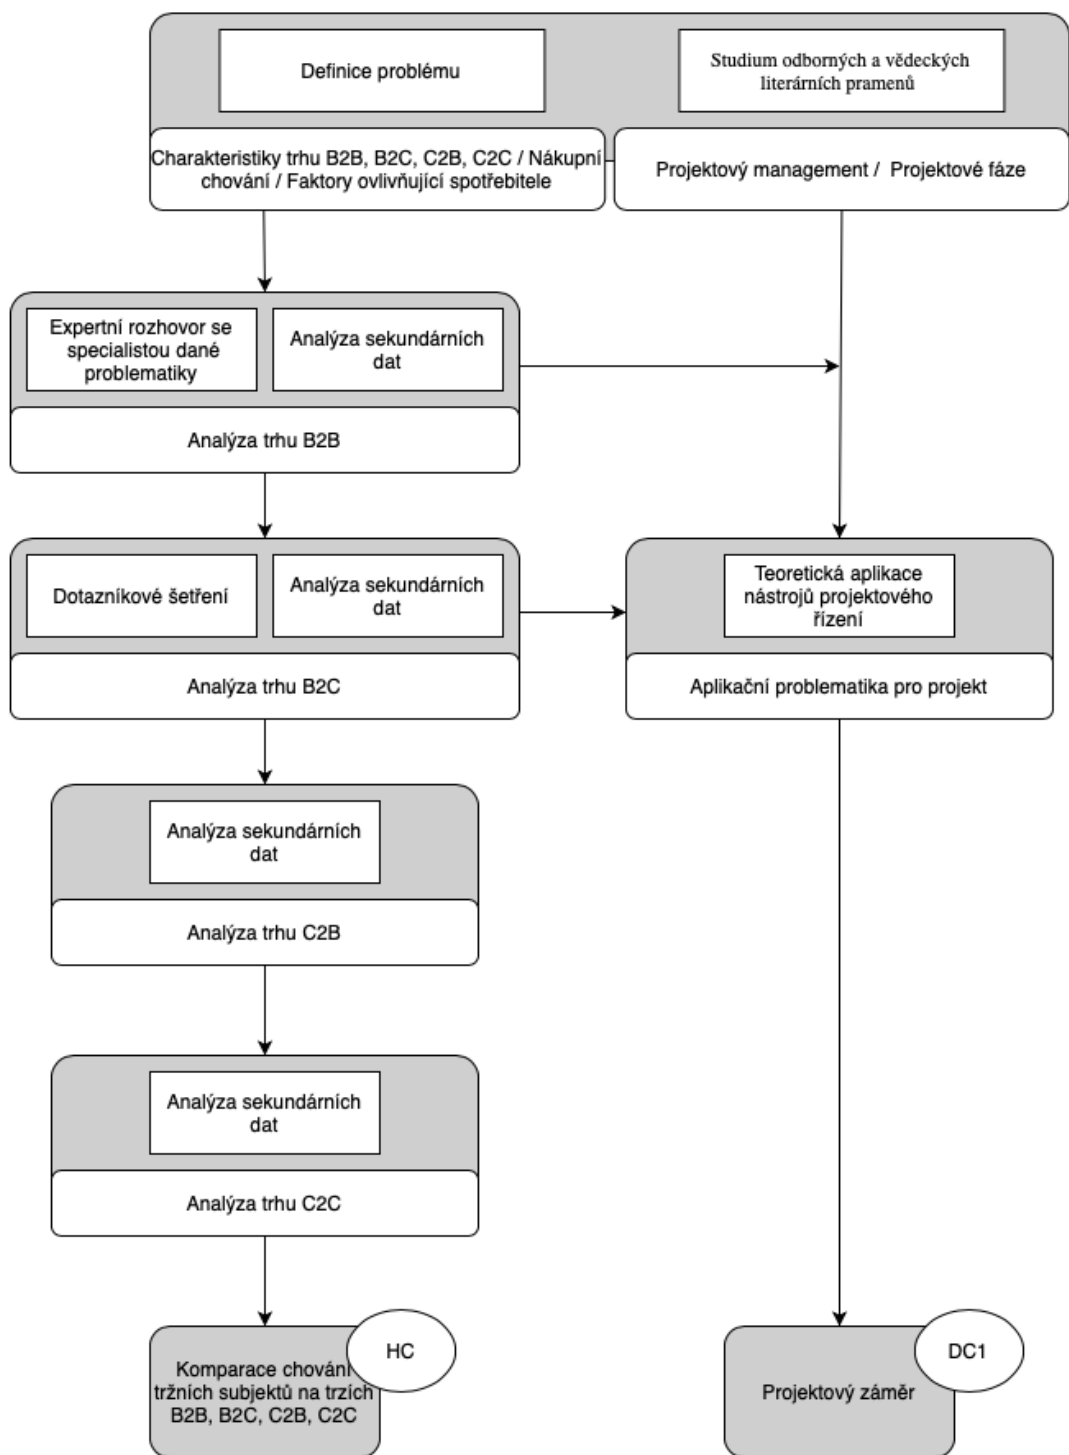 Definice problému
Studium odborných a vědeckých
literárních pramenů
Charakteristiky trhu B2B, B2C, C2B, C2C / Nákupní
chování / Faktory ovlivňující spotřebitele
Projektový management /  Projektové fáze
Expertní rozhovor se
specialistou dané
problematiky
Analýza sekundárních
dat
Analýza trhu B2B
Dotazníkové šetření
Analýza sekundárních
dat
Teoretická aplikace
nástrojů projektového
řízení
Analýza trhu B2C
Aplikační problematika pro projekt
Analýza sekundárních
dat
Analýza trhu C2B
Analýza sekundárních
dat
Analýza trhu C2C
HC
Komparace chování
tržních subjektů na trzích
B2B, B2C, C2B, C2C
DC1
Projektový záměr